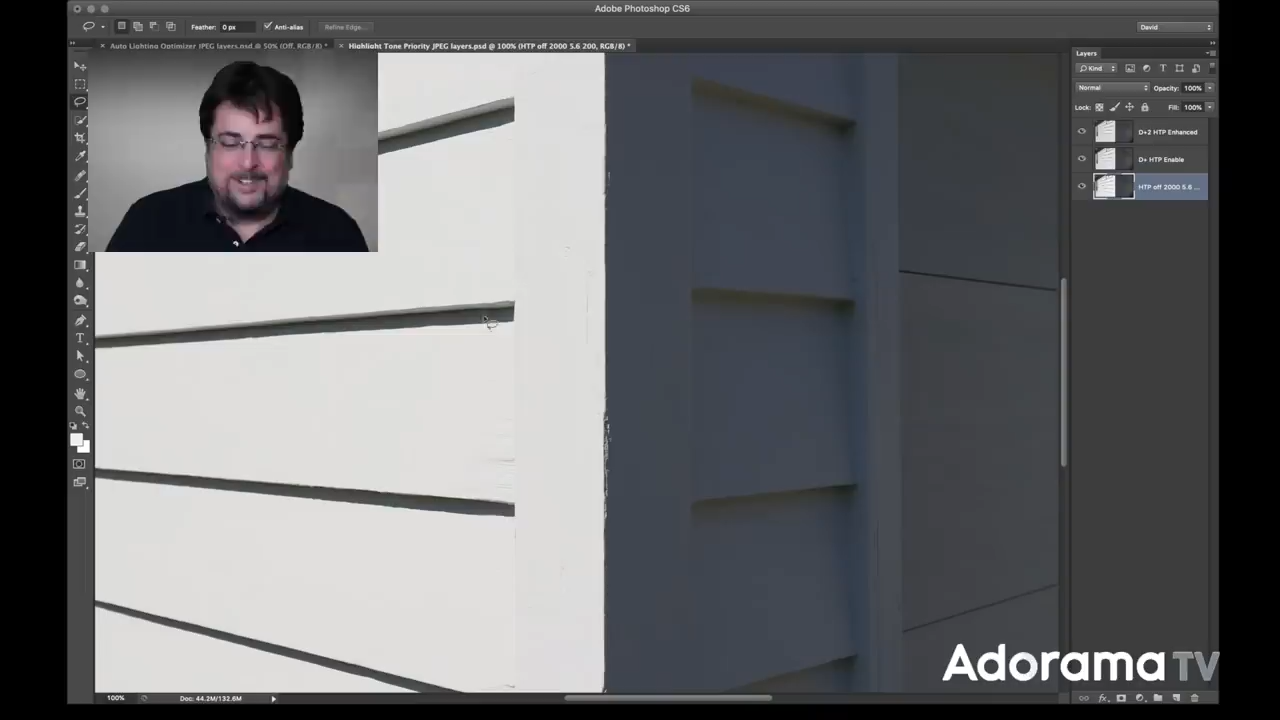 Adobe Photoshop CS6
Feather: 0 px
Anti-alias
Refine Edge...
David
Auto Lighting Optimizer JPEG layers.psd @ 50% (Off, RGB/8) *
Highlight Tone Priority JPEG layers.psd @ 100% (HTP off 2000 5.6 200, RGB/8) *
Layers
Kind
Normal
Opacity: 100%
Lock:
Fill: 100%
D+2 HTP Enhanced
D+ HTP Enable
HTP off 2000 5.6 ...
T
Adorama TV
100%
Doc: 44.2M/132.6M
fx